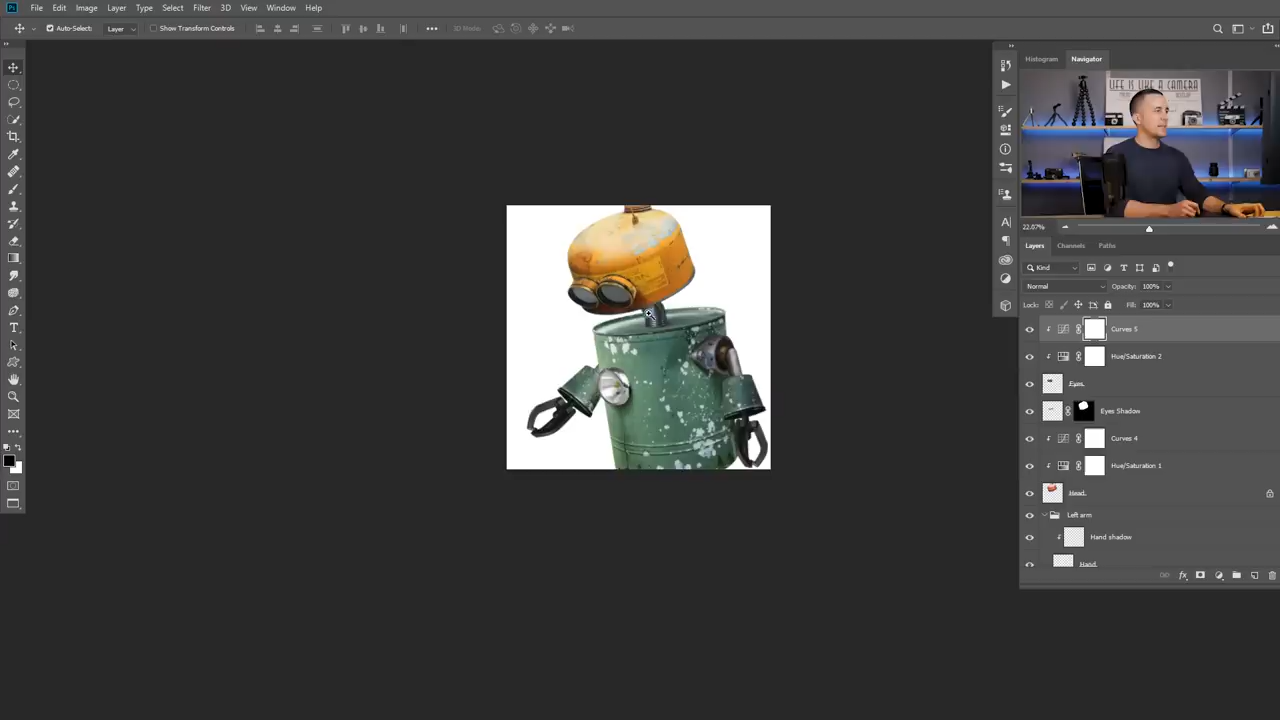 File Edit Image Layer Type Select Filter 3D View Window Help
Auto-Select: Layer Show Transform Controls 3D Mode:
Histogram Navigator
LIFE IS LIKE A CAMERA
22.07%
Layers Channels Paths
Kind
Normal Opacity: 100%
Lock: Fill: 100%
Curves 5
Hue/Saturation 2
Eyes
Eyes Shadow
Curves 4
Hue/Saturation 1
Head
Left arm
Hand shadow
Hand